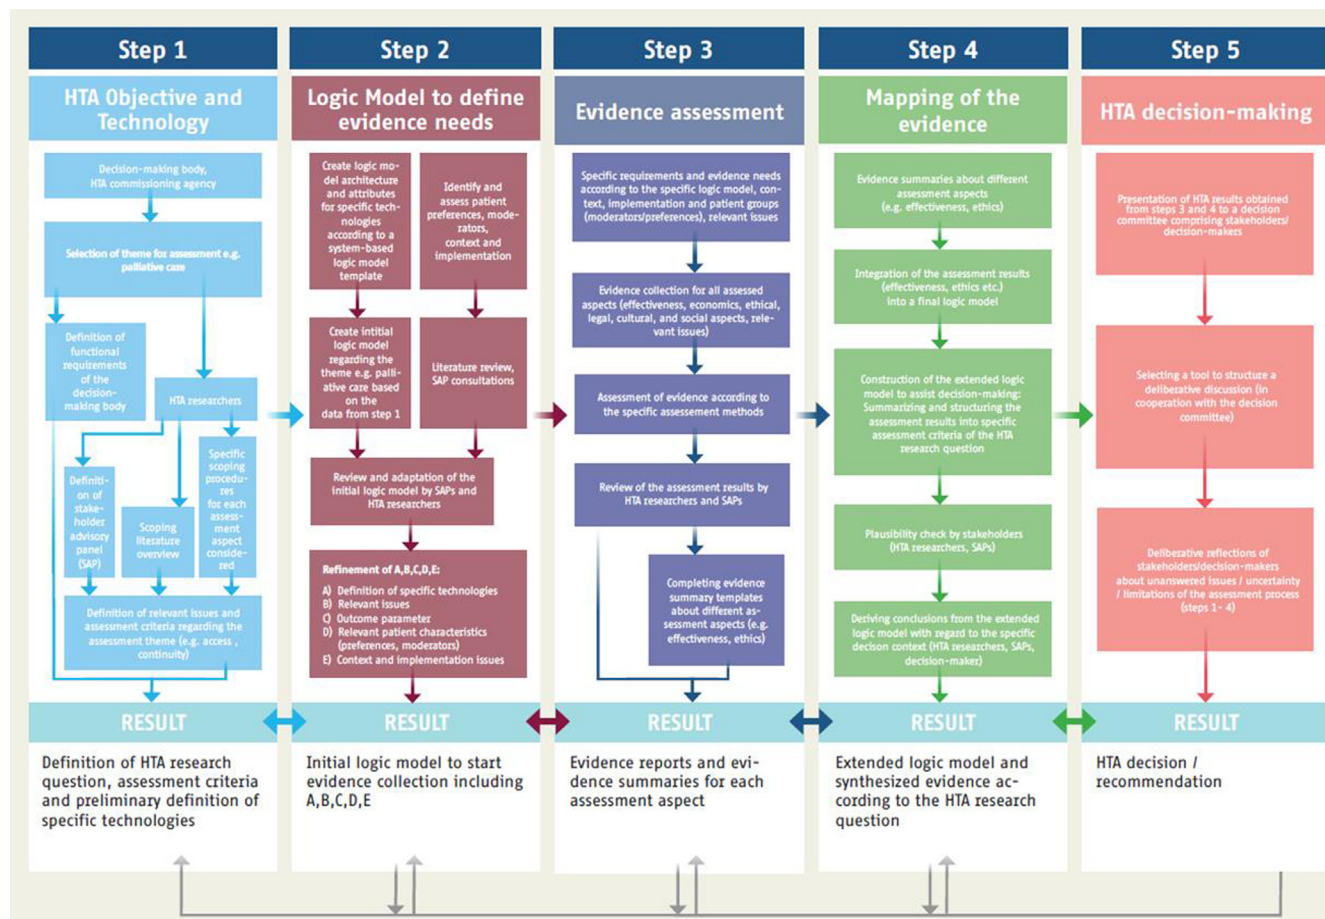 Step 1
HTA Objective and
Technology
Decision-making body,
HTA commissioning agency
Selection of theme for assessment e.g.
palliative care
Definition of
functional
requirements
of the
decision-
making body
HTA researchers
Definiti-
on of
stake-
holder
advisory
panel
(SAP)
Scoping
literature
overview
Specific
scoping
procedu-
res
for each
assess-
ment
aspect
conside-
red
Definition of relevant issues and
assessment criteria regarding the
assessment theme (e.g. access ,
continuity)
RESULT
Definition of HTA research
question, assessment criteria
and preliminary definition of
specific technologies
Step 2
Logic Model to define
evidence needs
Create logic mo-
del architecture
and attributes
for specific tech-
nologies
according to a
system-based
logic model
template
Identify and
assess patient
preferences, mode-
rators,
context and
implementation
Create intitial
logic model
regarding the
theme e.g. palli-
ative care based
on the
data from step 1
Literature review,
SAP consultations
Review and adaptation of the
initial logic model by SAPs and
HTA researchers
Refinement of A,B,C,D,E:
A) Definition of specific technologies
B) Relevant issues
C) Outcome parameter
D) Relevant patient characteristics
(preferences, moderators)
E) Context and implementation issues
RESULT
Initial logic model to start
evidence collection including
A,B,C,D,E
Step 3
Evidence assessment
Specific requirements and evidence needs
according to the specific logic model, con-
text, implementation and patient groups
(moderators/preferences), relevant issues
Evidence collection for all assessed
aspects (effectiveness, economics, ethical,
legal, cultural, and social aspects, rele-
vant issues)
Assessment of evidence according to
the specific assessement methods
Review of the assessment results by
HTA researchers and SAPs
Completing evidence
summary templates
about different as-
sessment aspects (e.g.
effectiveness, ethics)
RESULT
Evidence reports and evi-
dence summaries for each
assessment aspect
Step 4
Mapping of the
evidence
Evidence summaries about different
assessment aspects
(e.g. effectiveness, ethics)
Integration of the assessment results
(effectiveness, ethics etc.)
into a final logic model
Construction of the extended logic
model to assist decision-making:
Summarizing and structuring the
assessment results into specific
assessment criteria of the HTA
research question
Plausibility check by stakeholders
(HTA researchers, SAPs)
Deriving conclusions from the extended
logic model with regard to the specific
decison context (HTA researchers, SAPs,
decision-maker)
RESULT
Extended logic model and
synthesized evidence ac-
cording to the HTA research
question
Step 5
HTA decision-making
Presentation of HTA results obtained
from steps 3 and 4 to a decision
committee comprising stakeholders/
decision-makers
Selecting a tool to structure a
deliberative discussion (in
cooperation with the decision
committee)
Deliberative reflections of
stakeholders/decision-makers
about unanswered issues / uncertainty
/ limitations of the assessment process
(steps 1- 4)
RESULT
HTA decision /
recommendation